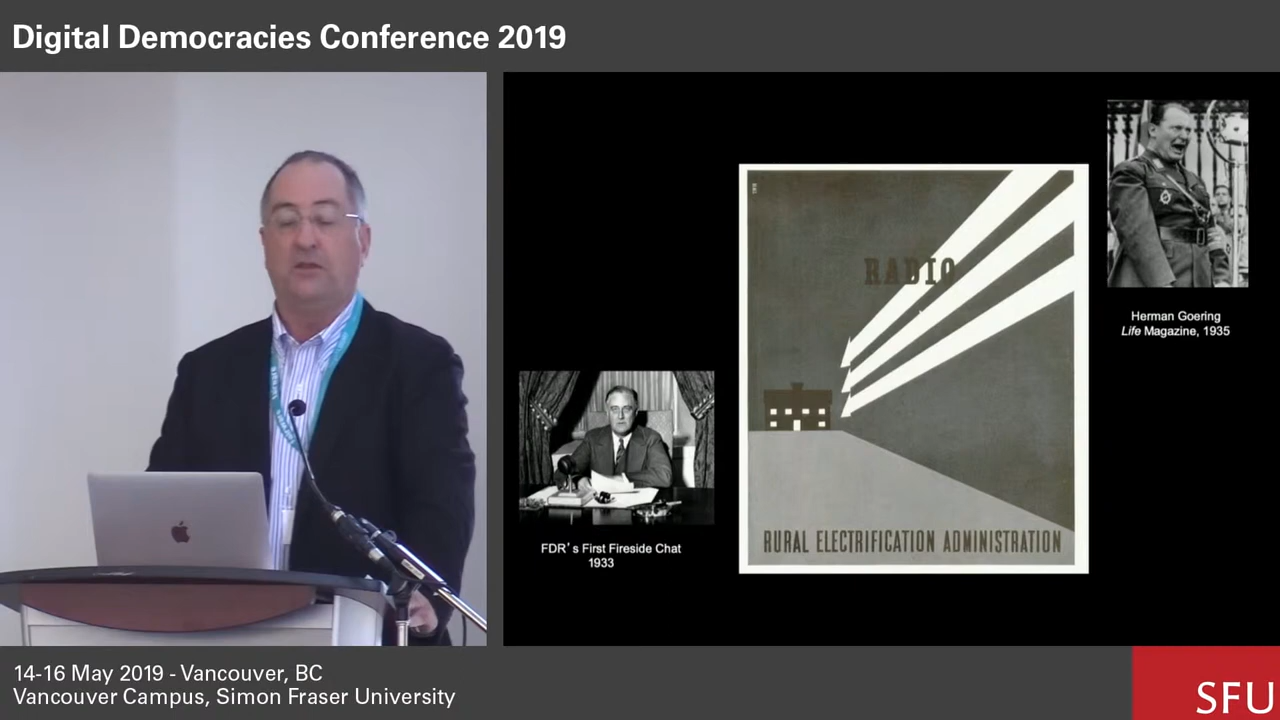 Digital Democracies Conference 2019
RADIO
RURAL ELECTRIFICATION ADMINISTRATION
Herman Goering
Life Magazine, 1935
FDR's First Fireside Chat
1933
14-16 May 2019 - Vancouver, BC
Vancouver Campus, Simon Fraser University
SFU